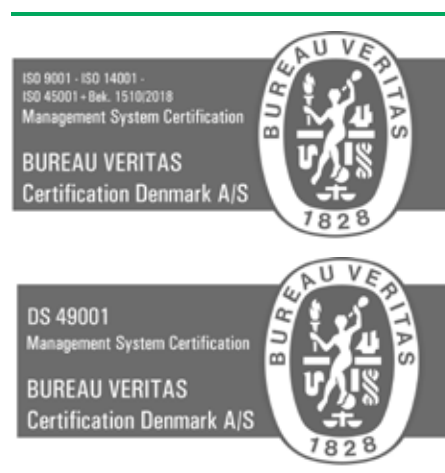 ISO 9001 - ISO 14001 -
ISO 45001 + Bek. 1510/2018
Management System Certification
BUREAU VERITAS
Certification Denmark A/S
BUREAU VERITAS
1828
DS 49001
Management System Certification
BUREAU VERITAS
Certification Denmark A/S
BUREAU VERITAS
1828